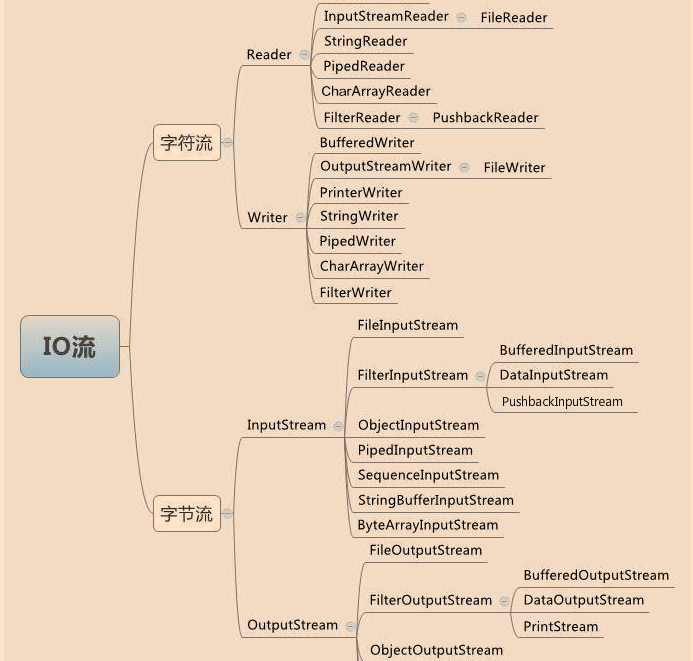 InputStreamReader FileReader
StringReader
Reader
PipedReader
CharArrayReader
FilterReader PushbackReader
字符流
BufferedWriter
OutputStreamWriter FileWriter
PrinterWriter
Writer
StringWriter
PipedWriter
CharArrayWriter
FilterWriter
IO流
FileInputStream
FilterInputStream
BufferedInputStream
DataInputStream
PushbackInputStream
InputStream
ObjectInputStream
PipedInputStream
SequenceInputStream
StringBufferInputStream
ByteArrayInputStream
字节流
FileOutputStream
FilterOutputStream
BufferedOutputStream
DataOutputStream
PrintStream
OutputStream
ObjectOutputStream